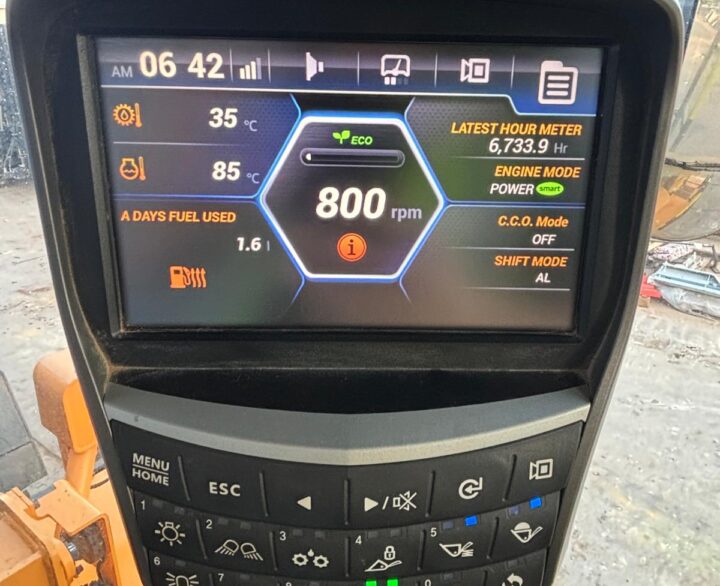 AM 06 42
35 °C
85 °C
A DAYS FUEL USED
1.6 l
ECO
800 rpm
i
LATEST HOUR METER
6,733.9 Hr
ENGINE MODE
POWER smart
C.C.O. Mode
OFF
SHIFT MODE
AL
MENU
HOME
ESC
/
1
2
3
4
5
6
7
8
0